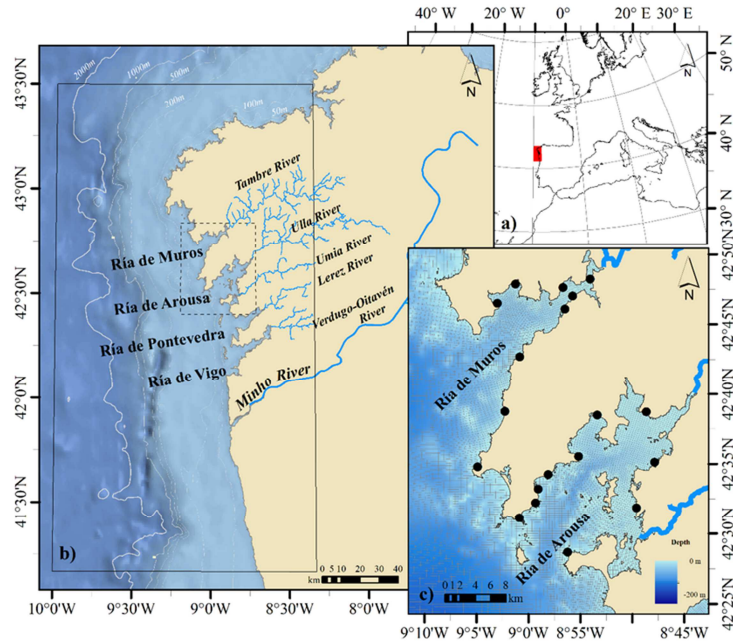 40° W
20° W
10° W
0°
10° E
20° E 30° E
50°N
40° N
30° N
N
a)
43°30'N
43°0'N
42°30'N
42°0'N
41°30'N
2000m
1000m
500m
200m
100m
50m
N
Tambre River
Ulla River
Umia River
Lerez River
Verdugo-Oitavén
River
Minho River
Ría de Muros
Ría de Arousa
Ría de Pontevedra
Ría de Vigo
b)
0 5 10 20 30 40
km
10°0'W
9°30'W
9°0'W
8°30'W
8°0'W
N
Ría de Muros
Ría de Arousa
c)
0 1 2 4 6 8
km
Depth
0 m
-200 m
42°50'N
42°45'N
42°40'N
42°35'N
42°30'N
42°25'N
9°10'W
9°5'W
9°0'W
8°55'W
8°50'W
8°45'W